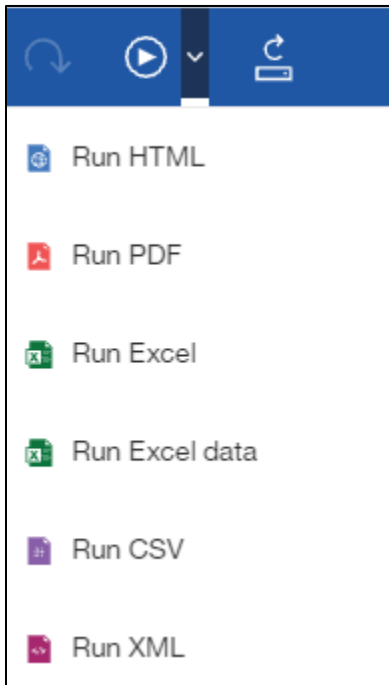 Run HTML
Run PDF
Run Excel
Run Excel data
Run CSV
Run XML